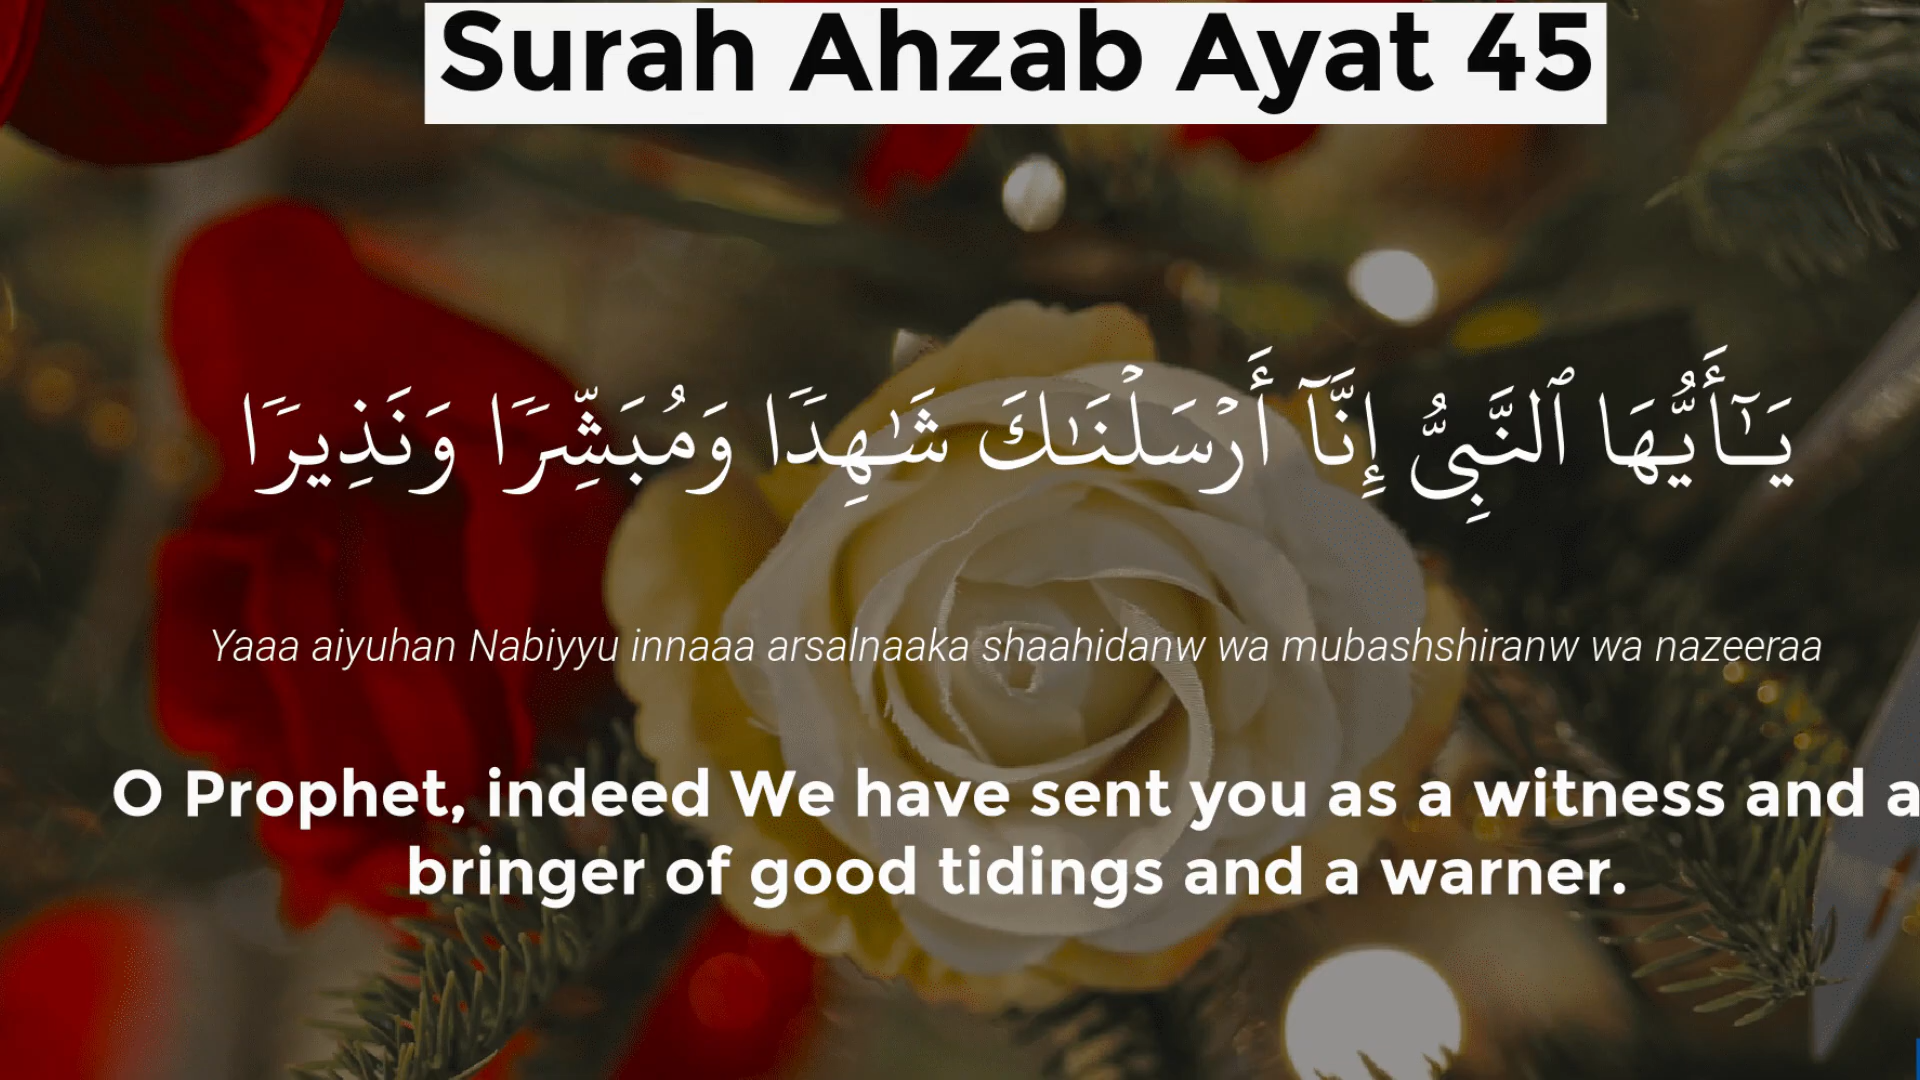 Surah Ahzab Ayat 45
يَـٰٓأَيُّهَا ٱلنَّبِىُّ إِنَّآ أَرْسَلْنَـٰكَ شَـٰهِدًا وَمُبَشِّرًا وَنَذِيرًا
Yaaa aiyuhan Nabiyyu innaaa arsalnaaka shaahidanw wa mubashshiranw wa nazeeraa
O Prophet, indeed We have sent you as a witness and a
bringer of good tidings and a warner.